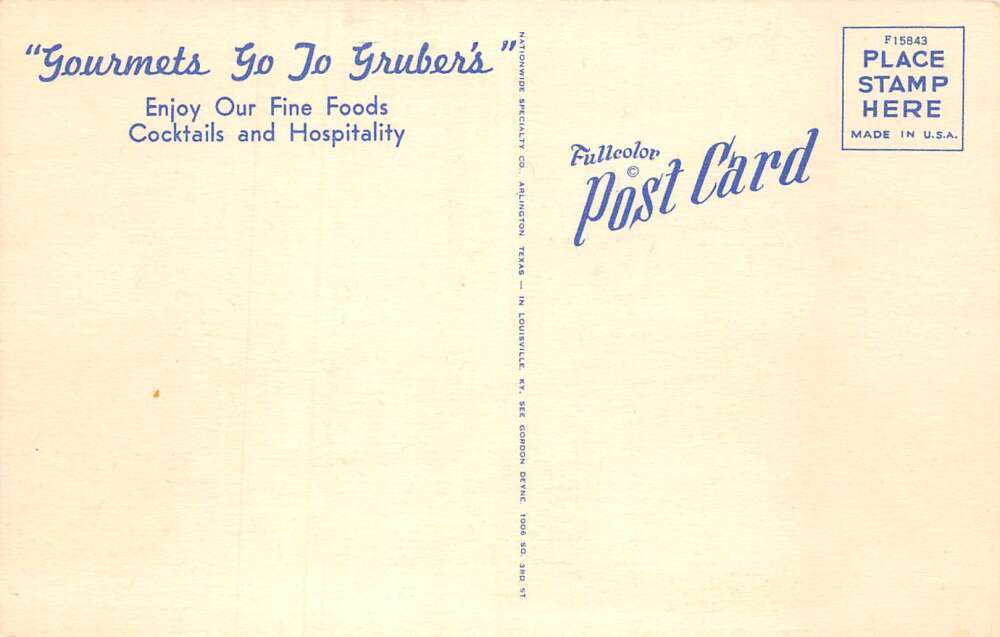 "Gourmets Go To Gruber's"
Enjoy Our Fine Foods
Cocktails and Hospitality
NATIONWIDE SPECIALTY CO., ARLINGTON, TEXAS — IN LOUISVILLE, KY., SEE GORDON DEYNE, 1006 SO. 3RD ST
Fullcolor
©
Post Card
F15843
PLACE
STAMP
HERE
MADE IN U.S.A.